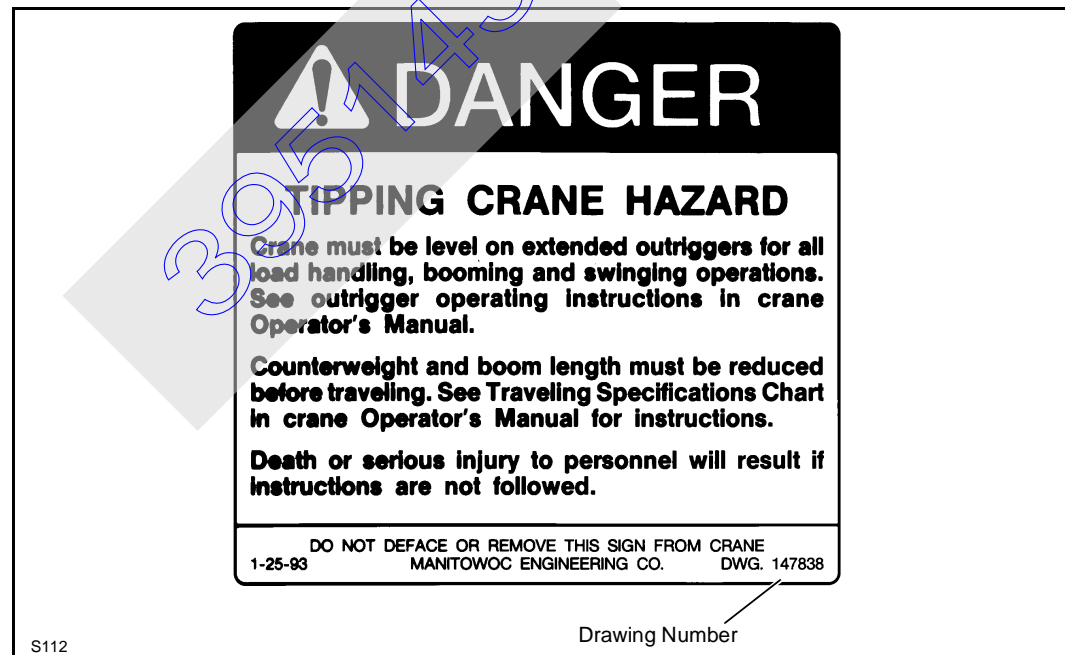 DANGER
TIPPING CRANE HAZARD
Crane must be level on extended outriggers for all
load handling, booming and swinging operations.
See outrigger operating instructions in crane
Operator's Manual.
Counterweight and boom length must be reduced
before traveling. See Traveling Specifications Chart
in crane Operator's Manual for instructions.
Death or serious injury to personnel will result if
instructions are not followed.
DO NOT DEFACE OR REMOVE THIS SIGN FROM CRANE
1-25-93 MANITOWOC ENGINEERING CO. DWG. 147838
Drawing Number
S112
395143